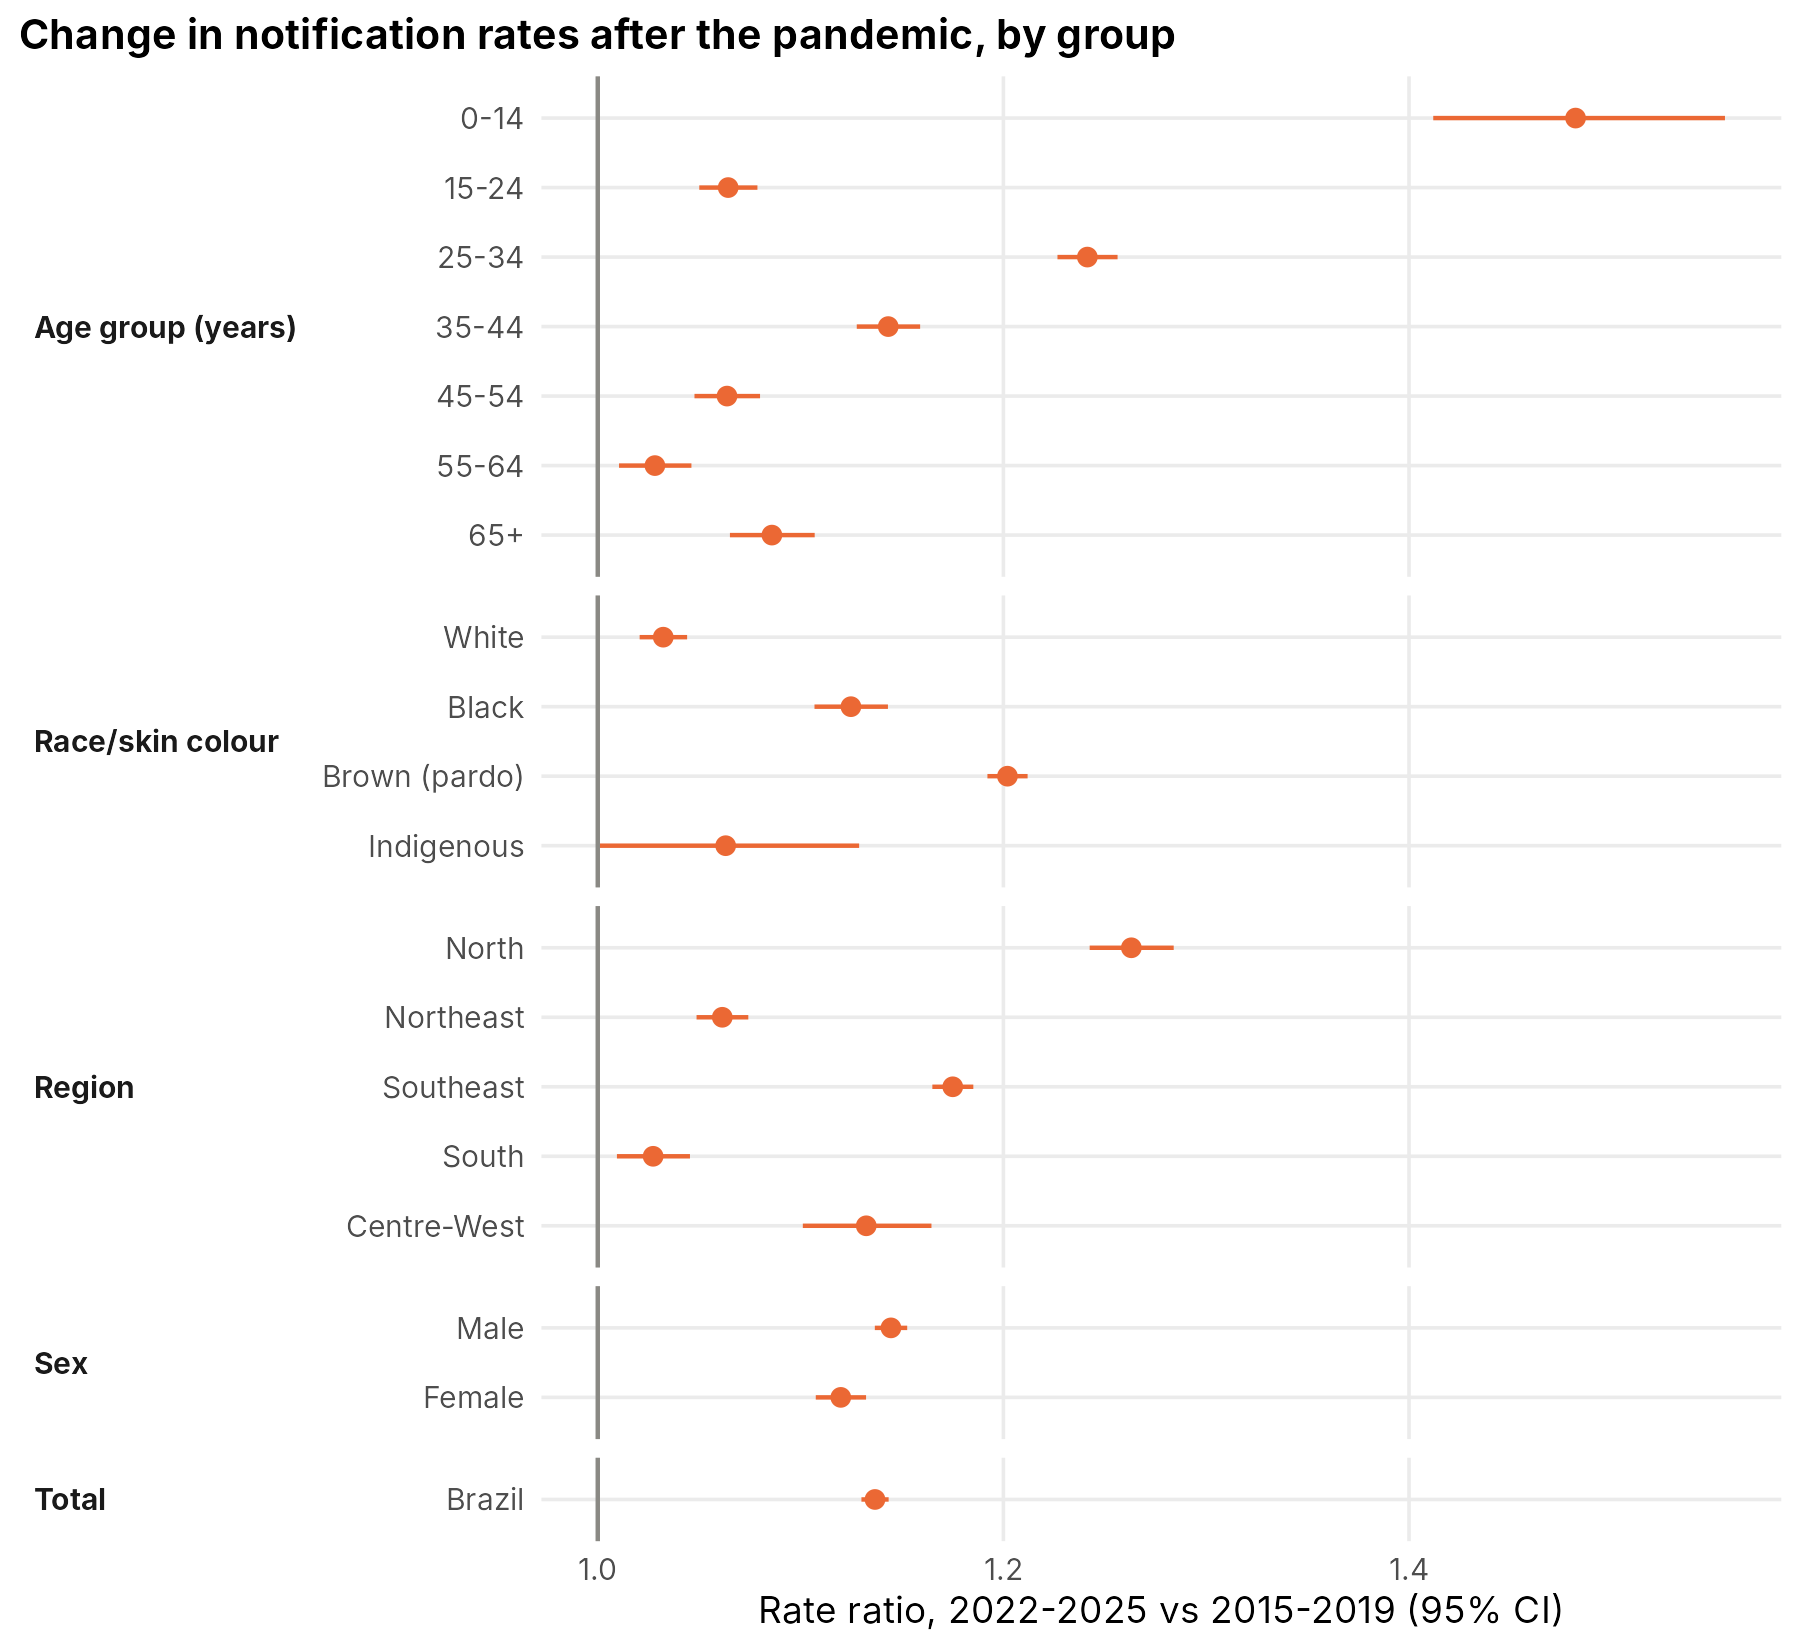 Change in notification rates after the pandemic, by group
Age group (years)
0-14
15-24
25-34
35-44
45-54
55-64
65+
Race/skin colour
White
Black
Brown (pardo)
Indigenous
Region
North
Northeast
Southeast
South
Centre-West
Sex
Male
Female
Total
Brazil
1.0
1.2
1.4
Rate ratio, 2022-2025 vs 2015-2019 (95% CI)